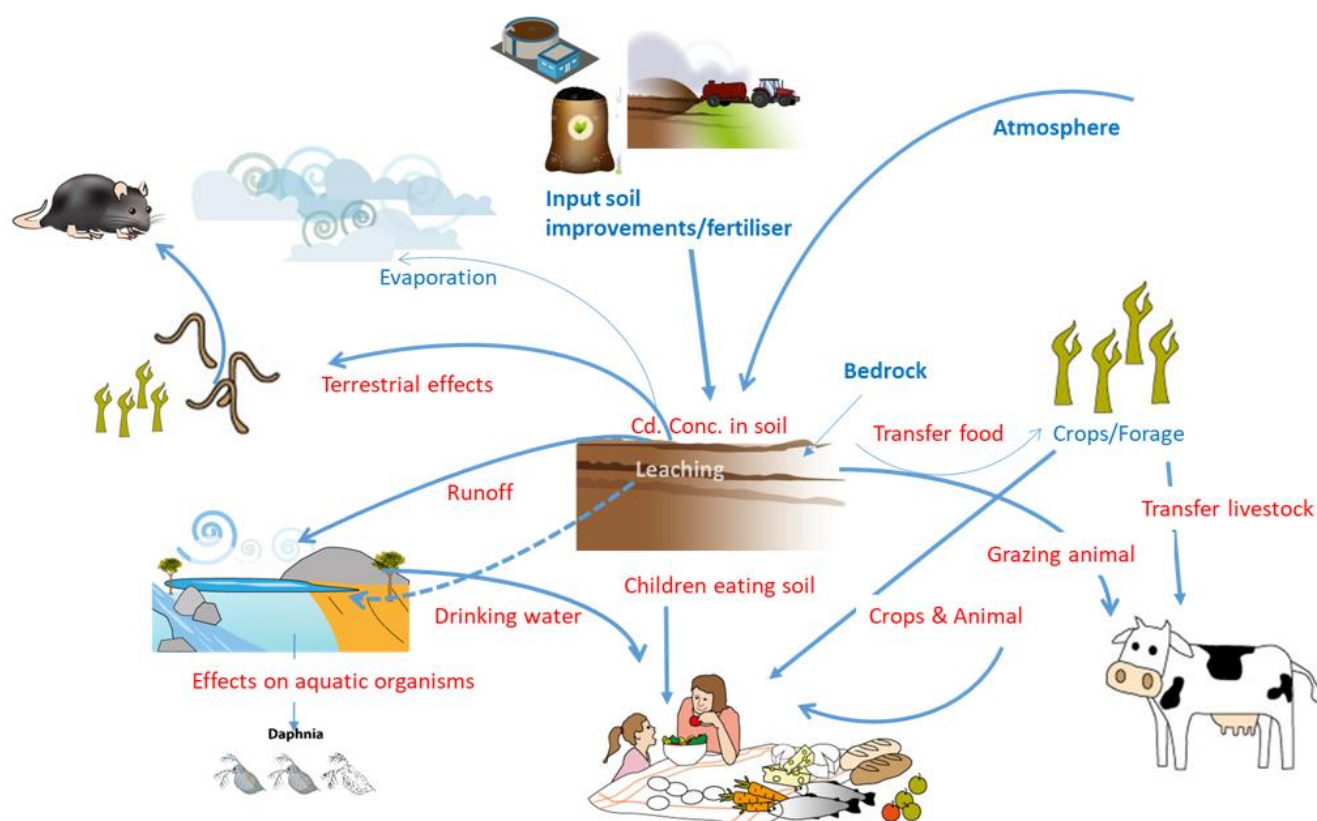 Atmosphere
Input soil
improvements/fertiliser
Evaporation
Terrestrial effects
Bedrock
Cd. Conc. in soil
Transfer food
Crops/Forage
Leaching
Runoff
Transfer livestock
Grazing animal
Children eating soil
Drinking water
Crops & Animal
Effects on aquatic organisms
Daphnia